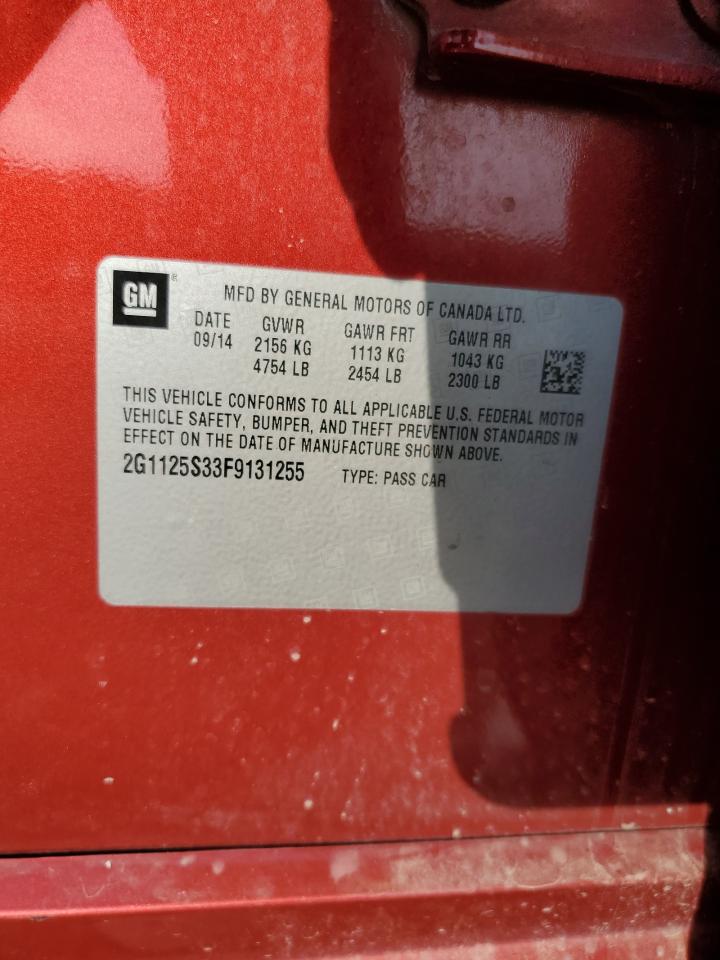 GM®
MFD BY GENERAL MOTORS OF CANADA LTD.
DATE GVWR GAWR FRT GAWR RR
09/14 2156 KG 1113 KG 1043 KG
4754 LB 2454 LB 2300 LB
THIS VEHICLE CONFORMS TO ALL APPLICABLE U.S. FEDERAL MOTOR
VEHICLE SAFETY, BUMPER, AND THEFT PREVENTION STANDARDS IN
EFFECT ON THE DATE OF MANUFACTURE SHOWN ABOVE.
2G1125S33F9131255 TYPE: PASS CAR